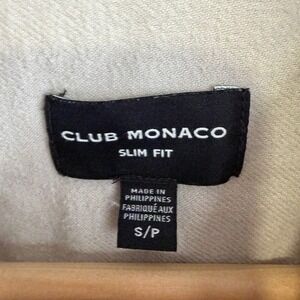 CLUB MONACO
SLIM FIT
MADE IN
PHILIPPINES
FABRIQUÉ AUX
PHILIPPINES
S/P